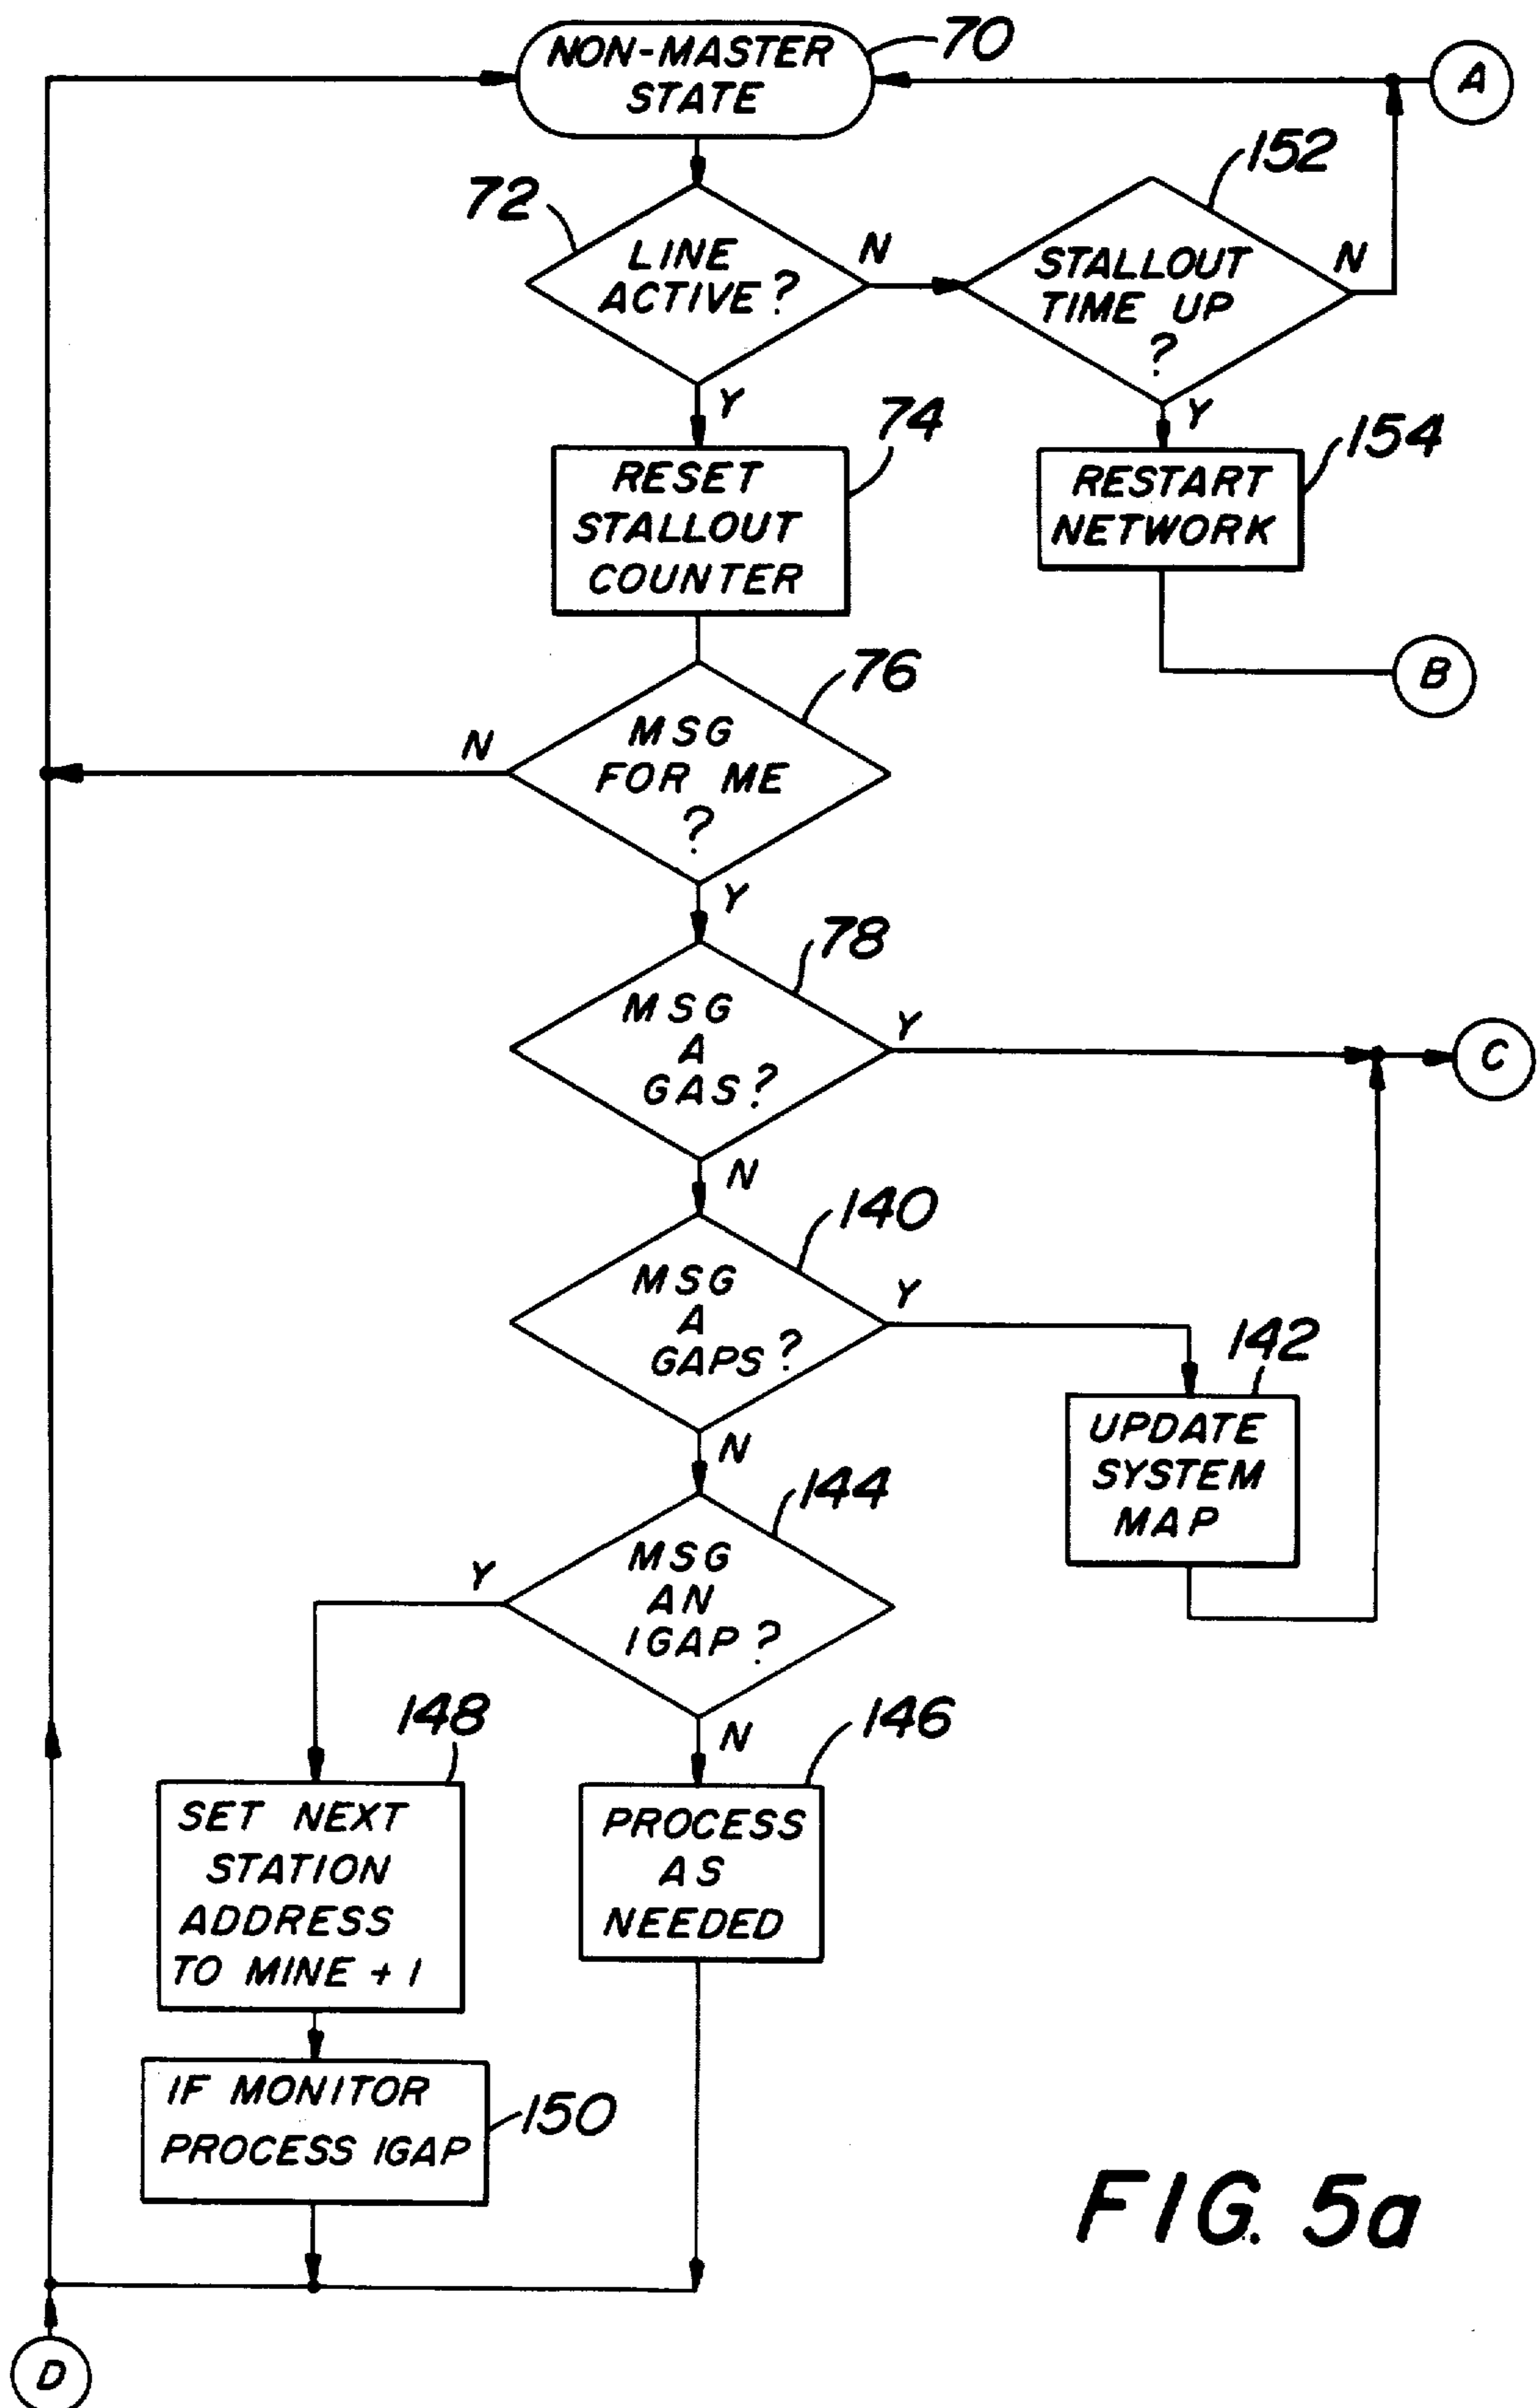 NON-MASTER
STATE
70
A
152
72
LINE
ACTIVE?
N
STALLOUT
TIME UP
?
N
Y
Y
74
154
RESET
STALLOUT
COUNTER
RESTART
NETWORK
76
B
N
MSG
FOR ME
?
Y
78
MSG
A
GAS?
Y
C
N
140
MSG
A
GAPS?
Y
142
UPDATE
SYSTEM
MAP
N
144
MSG
AN
IGAP?
Y
148
N
146
SET NEXT
STATION
ADDRESS
TO MINE + 1
PROCESS
AS
NEEDED
IF MONITOR
PROCESS IGAP
150
FIG. 5a
D